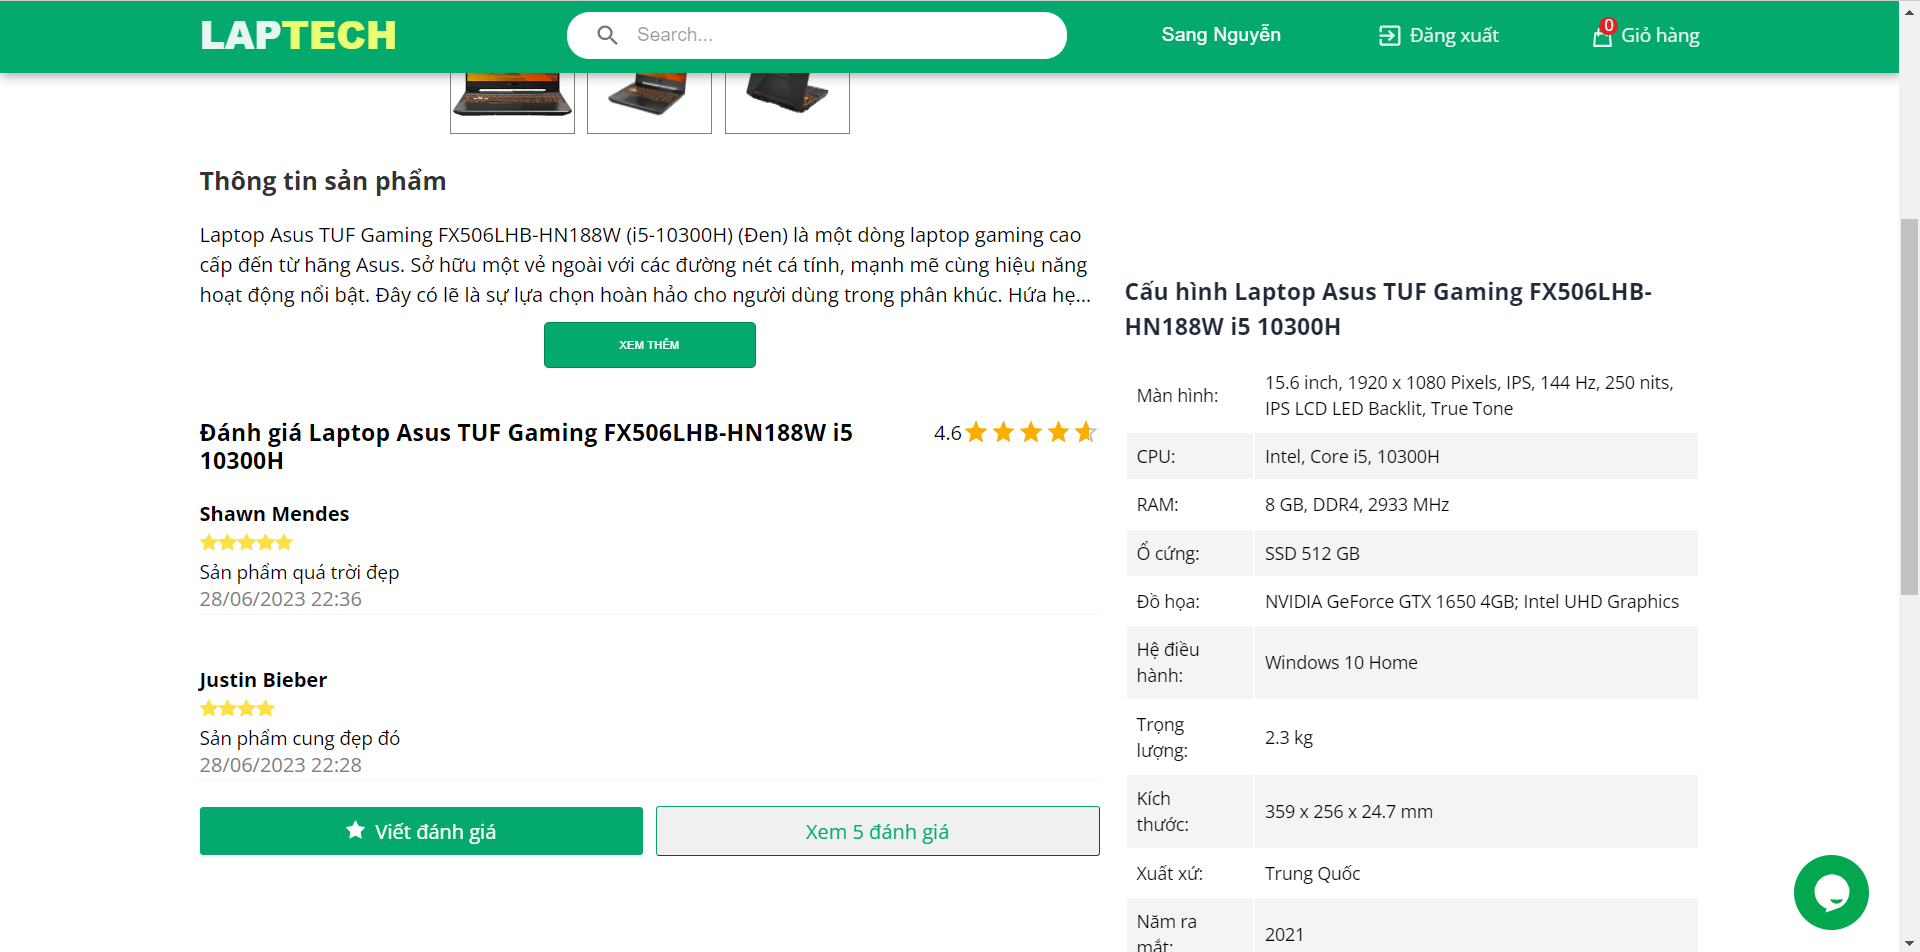 LAPTECH
Search...
Sang Nguyễn
Đăng xuất
0
Giỏ hàng
Thông tin sản phẩm
Laptop Asus TUF Gaming FX506LHB-HN188W (i5-10300H) (Đen) là một dòng laptop gaming cao
cấp đến từ hãng Asus. Sở hữu một vẻ ngoài với các đường nét cá tính, mạnh mẽ cùng hiệu năng
hoạt động nổi bật. Đây có lẽ là sự lựa chọn hoàn hảo cho người dùng trong phân khúc. Hứa hẹ...
XEM THÊM
Đánh giá Laptop Asus TUF Gaming FX506LHB-HN188W i5
10300H
4.6
Shawn Mendes
Sản phẩm quá trời đẹp
28/06/2023 22:36
Justin Bieber
Sản phẩm cung đẹp đó
28/06/2023 22:28
Viết đánh giá
Xem 5 đánh giá
Cấu hình Laptop Asus TUF Gaming FX506LHB-
HN188W i5 10300H
Màn hình:
15.6 inch, 1920 x 1080 Pixels, IPS, 144 Hz, 250 nits,
IPS LCD LED Backlit, True Tone
CPU:
Intel, Core i5, 10300H
RAM:
8 GB, DDR4, 2933 MHz
Ổ cứng:
SSD 512 GB
Đồ họa:
NVIDIA GeForce GTX 1650 4GB; Intel UHD Graphics
Hệ điều
hành:
Windows 10 Home
Trọng
lượng:
2.3 kg
Kích
thước:
359 x 256 x 24.7 mm
Xuất xứ:
Trung Quốc
Năm ra
mắt:
2021